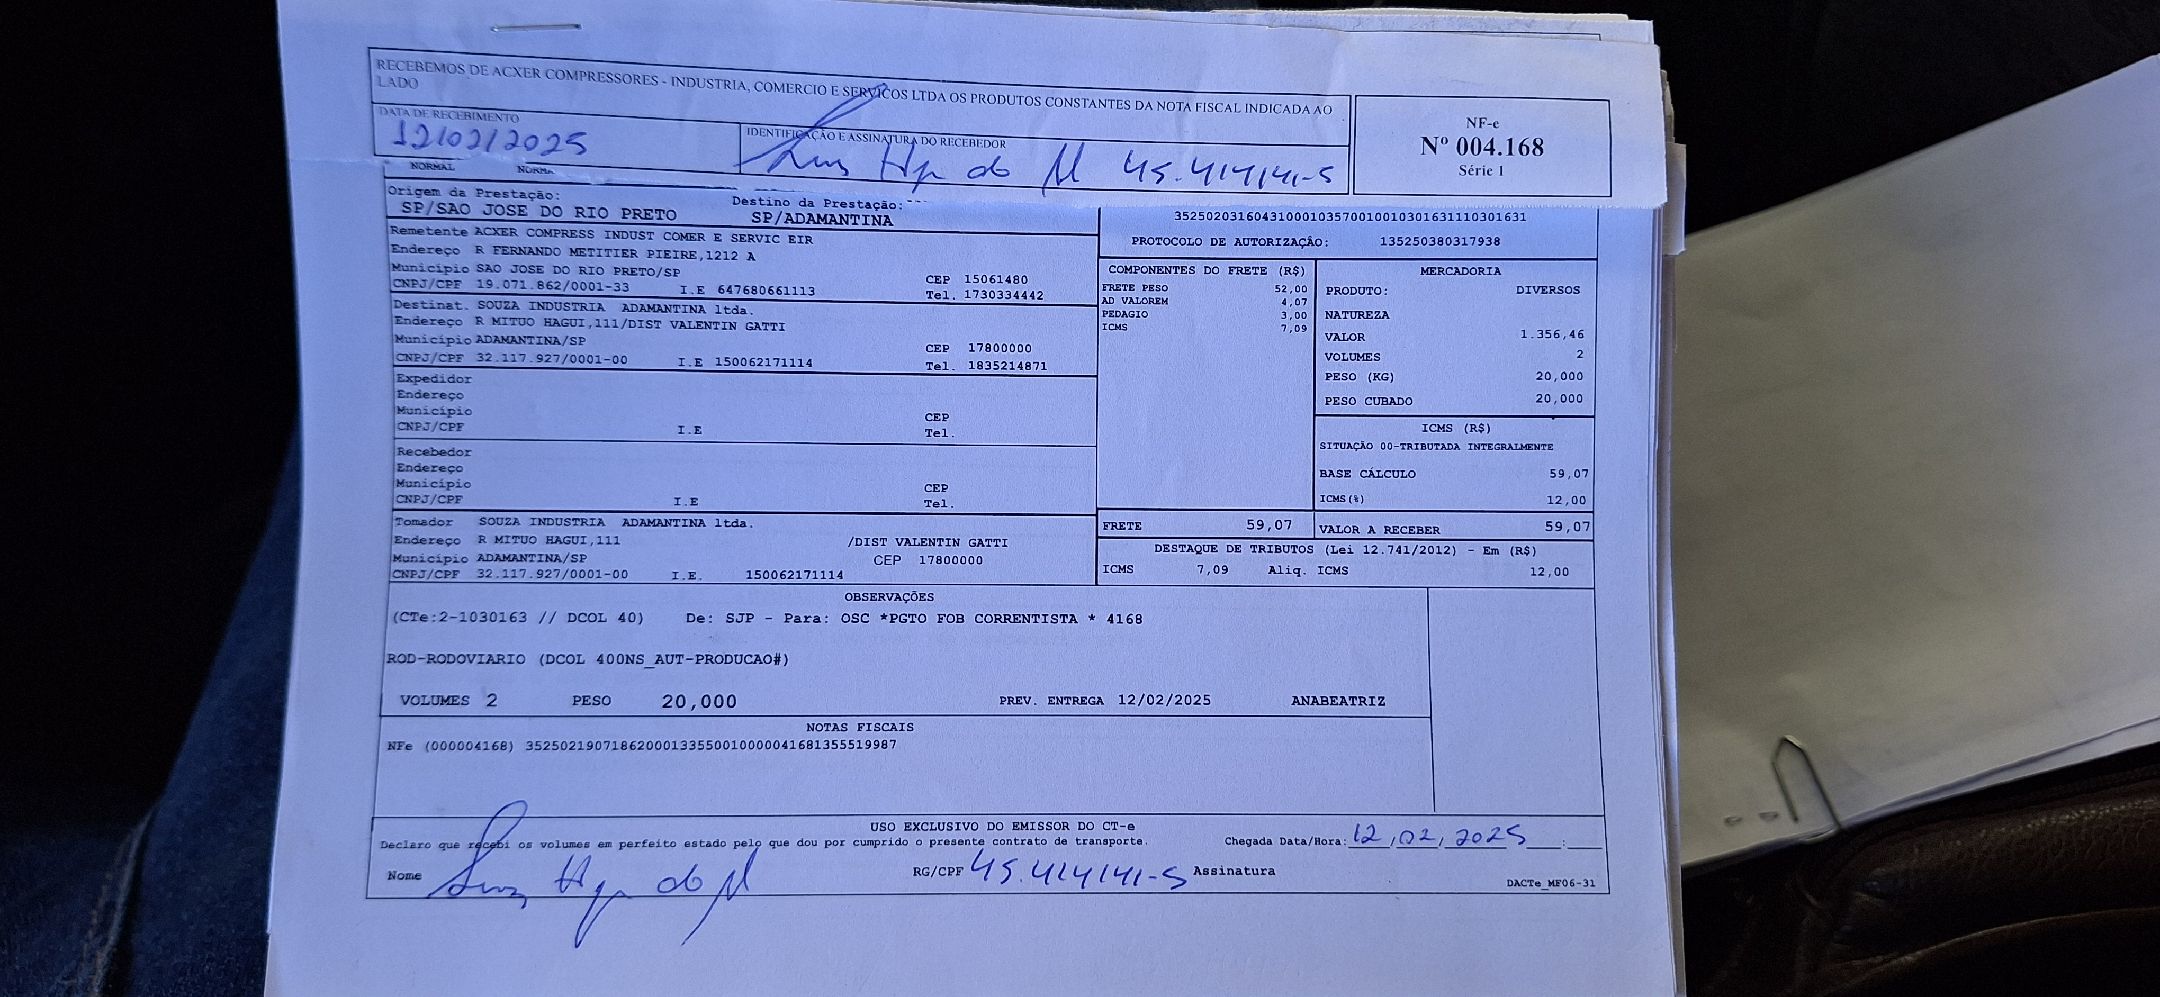 RECEBEMOS DE ACXER COMPRESSORES - INDUSTRIA, COMERCIO E SERVICOS LTDA OS PRODUTOS CONSTANTES DA NOTA FISCAL INDICADA AO
LADO
DATA DE RECEBIMENTO
12/02/2025
IDENTIFICAÇÃO E ASSINATURA DO RECEBEDOR
45.414141-5
NF-e
Nº 004.168
Série 1
NORMAL
Origem da Prestação:
SP/SAO JOSE DO RIO PRETO
Destino da Prestação:
SP/ADAMANTINA
35250203160431000103570010010301631110301631
PROTOCOLO DE AUTORIZAÇÃO: 135250380317938
Remetente ACXER COMPRESS INDUST COMER E SERVIC EIR
Endereço R FERNANDO METITIER PIEIRE,1212 A
Município SAO JOSE DO RIO PRETO/SP CEP 15061480
CNPJ/CPF 19.071.862/0001-33 I.E 647680661113 Tel. 1730334442
Destinat. SOUZA INDUSTRIA ADAMANTINA ltda.
Endereço R MITUO HAGUI,111/DIST VALENTIN GATTI
Município ADAMANTINA/SP CEP 17800000
CNPJ/CPF 32.117.927/0001-00 I.E 150062171114 Tel. 1835214871
Expedidor
Endereço
Município CEP
CNPJ/CPF I.E Tel.
Recebedor
Endereço
Município CEP
CNPJ/CPF I.E Tel.
Tomador SOUZA INDUSTRIA ADAMANTINA ltda.
Endereço R MITUO HAGUI,111 /DIST VALENTIN GATTI
Município ADAMANTINA/SP CEP 17800000
CNPJ/CPF 32.117.927/0001-00 I.E. 150062171114
COMPONENTES DO FRETE (R$)
FRETE PESO 52,00
AD VALOREM 4,07
PEDAGIO 3,00
ICMS 7,09
MERCADORIA
PRODUTO: DIVERSOS
NATUREZA
VALOR 1.356,46
VOLUMES 2
PESO (KG) 20,000
PESO CUBADO 20,000
ICMS (R$)
SITUAÇÃO 00-TRIBUTADA INTEGRALMENTE
BASE CÁLCULO 59,07
ICMS(%) 12,00
FRETE 59,07 VALOR A RECEBER 59,07
DESTAQUE DE TRIBUTOS (Lei 12.741/2012) - Em (R$)
ICMS 7,09 Aliq. ICMS 12,00
OBSERVAÇÕES
(CTe:2-1030163 // DCOL 40) De: SJP - Para: OSC *PGTO FOB CORRENTISTA * 4168
ROD-RODOVIARIO (DCOL 400NS_AUT-PRODUCAO#)
VOLUMES 2 PESO 20,000 PREV. ENTREGA 12/02/2025 ANABEATRIZ
NOTAS FISCAIS
NFe (000004168) 35250219071862000133550010000041681355519987
USO EXCLUSIVO DO EMISSOR DO CT-e
Declaro que recebi os volumes em perfeito estado pelo que dou por cumprido o presente contrato de transporte. Chegada Data/Hora: 12/02/2025 __:__
Nome RG/CPF 45.414141-5 Assinatura
DACTe_MF06-31